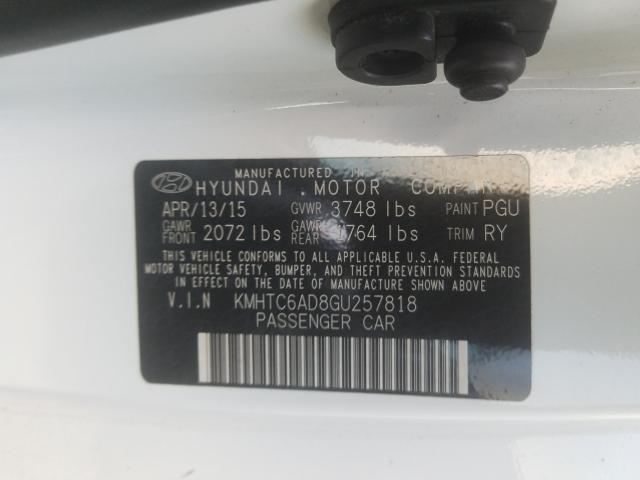 MANUFACTURED IN
HYUNDAI MOTOR
APR/13/15 GVWR 3748 lbs PAINT PGU
GAWR FRONT 2072 lbs GAWR REAR 1764 lbs TRIM RY
THIS VEHICLE CONFORMS TO ALL APPLICABLE U.S.A. FEDERAL
MOTOR VEHICLE SAFETY, BUMPER, AND THEFT PREVENTION STANDARDS
IN EFFECT ON THE DATE OF MANUFACTURE SHOWN ABOVE
V.I.N KMHTC6AD8GU257818
PASSENGER CAR